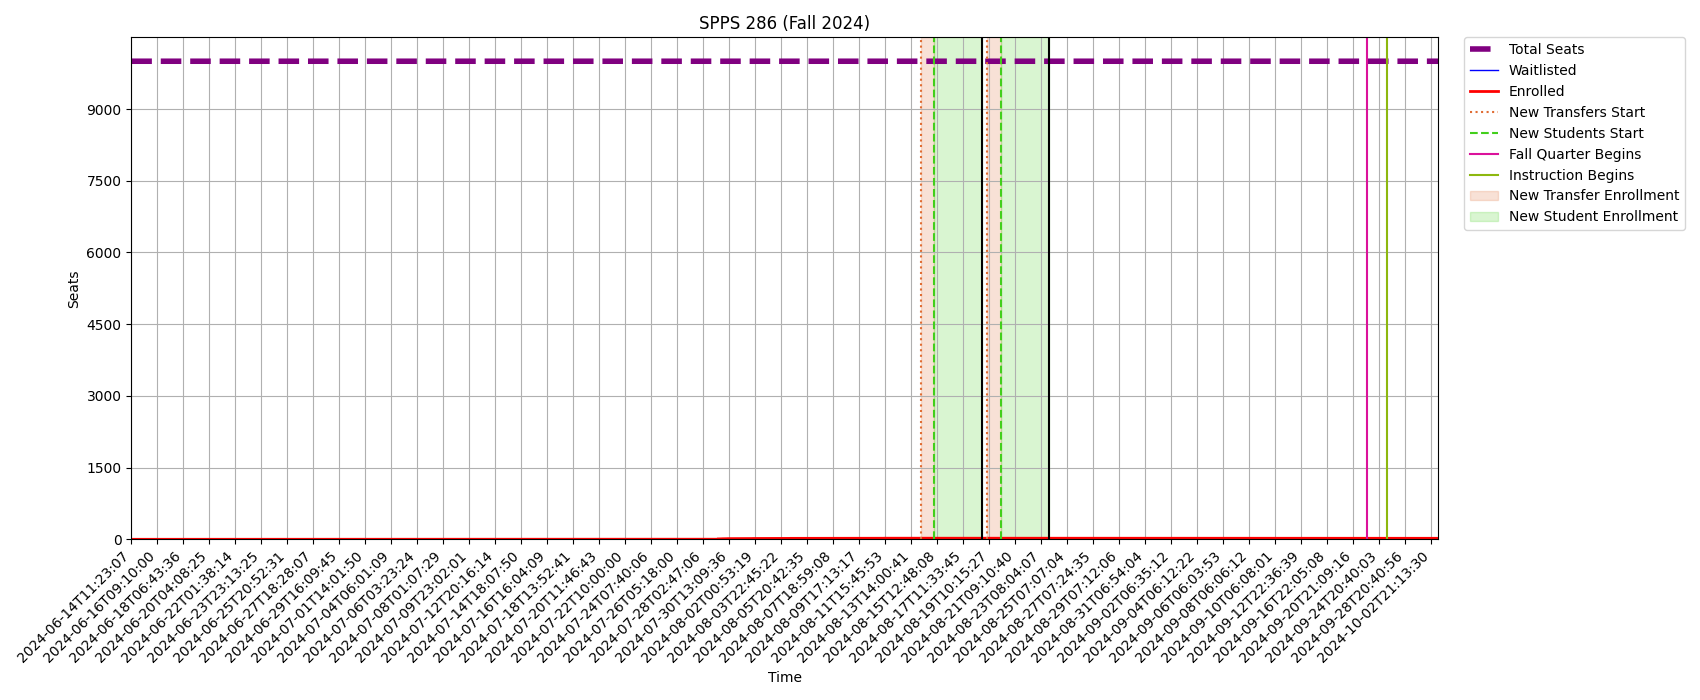 SPPS 286 (Fall 2024)
Total Seats
Waitlisted
Enrolled
New Transfers Start
New Students Start
Fall Quarter Begins
Instruction Begins
New Transfer Enrollment
New Student Enrollment
Seats
9000
7500
6000
4500
3000
1500
0
2024-06-14T11:23:07
2024-06-16T09:10:00
2024-06-18T06:43:36
2024-06-20T04:08:25
2024-06-22T01:38:14
2024-06-23T23:13:25
2024-06-25T20:52:31
2024-06-27T18:28:07
2024-06-29T16:09:45
2024-07-01T14:01:50
2024-07-04T06:01:09
2024-07-06T03:23:24
2024-07-08T01:07:29
2024-07-09T23:02:01
2024-07-12T20:16:14
2024-07-14T18:07:50
2024-07-16T16:04:09
2024-07-18T13:52:41
2024-07-20T11:46:43
2024-07-22T10:00:00
2024-07-24T07:40:06
2024-07-26T05:18:00
2024-07-28T02:47:06
2024-07-30T13:09:36
2024-08-02T00:53:19
2024-08-03T22:45:22
2024-08-05T20:42:35
2024-08-07T18:59:08
2024-08-09T17:13:17
2024-08-11T15:45:53
2024-08-13T14:00:41
2024-08-15T12:48:08
2024-08-17T11:33:45
2024-08-19T10:15:27
2024-08-21T09:10:40
2024-08-23T08:04:07
2024-08-25T07:07:04
2024-08-27T07:24:35
2024-08-29T07:12:06
2024-08-31T06:54:04
2024-09-02T06:35:12
2024-09-04T06:12:22
2024-09-06T06:03:53
2024-09-08T06:06:12
2024-09-10T06:08:01
2024-09-12T22:36:39
2024-09-16T22:05:08
2024-09-20T21:09:16
2024-09-24T20:40:03
2024-09-28T20:40:56
2024-10-02T21:13:30
Time